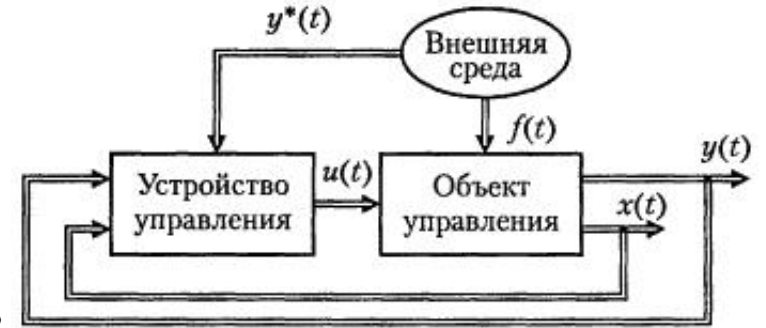 y*(t)
Внешняя
среда
f(t)
y(t)
Устройство
управления
u(t)
Объект
управления
x(t)